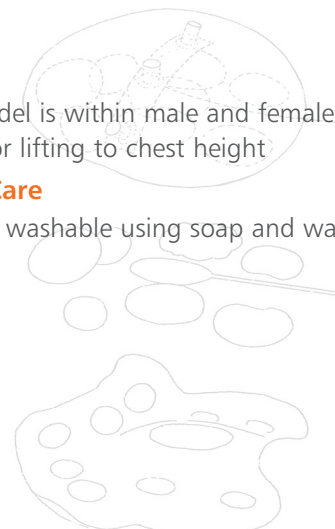 del is within male and female
or lifting to chest height
Care
washable using soap and wa